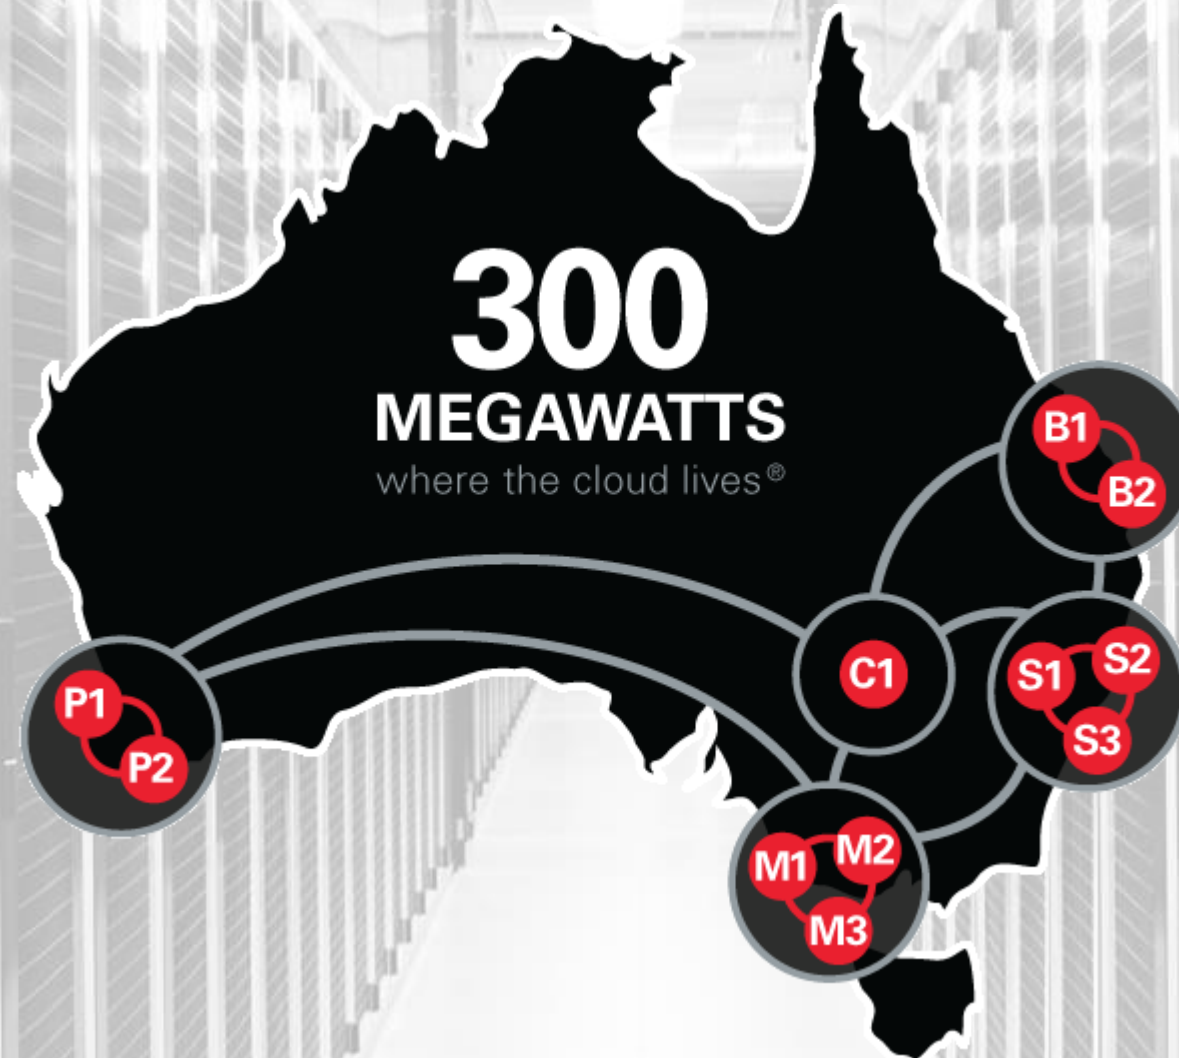 300
MEGAWATTS
where the cloud lives®
B1
B2
C1
S1
S2
S3
P1
P2
M1
M2
M3